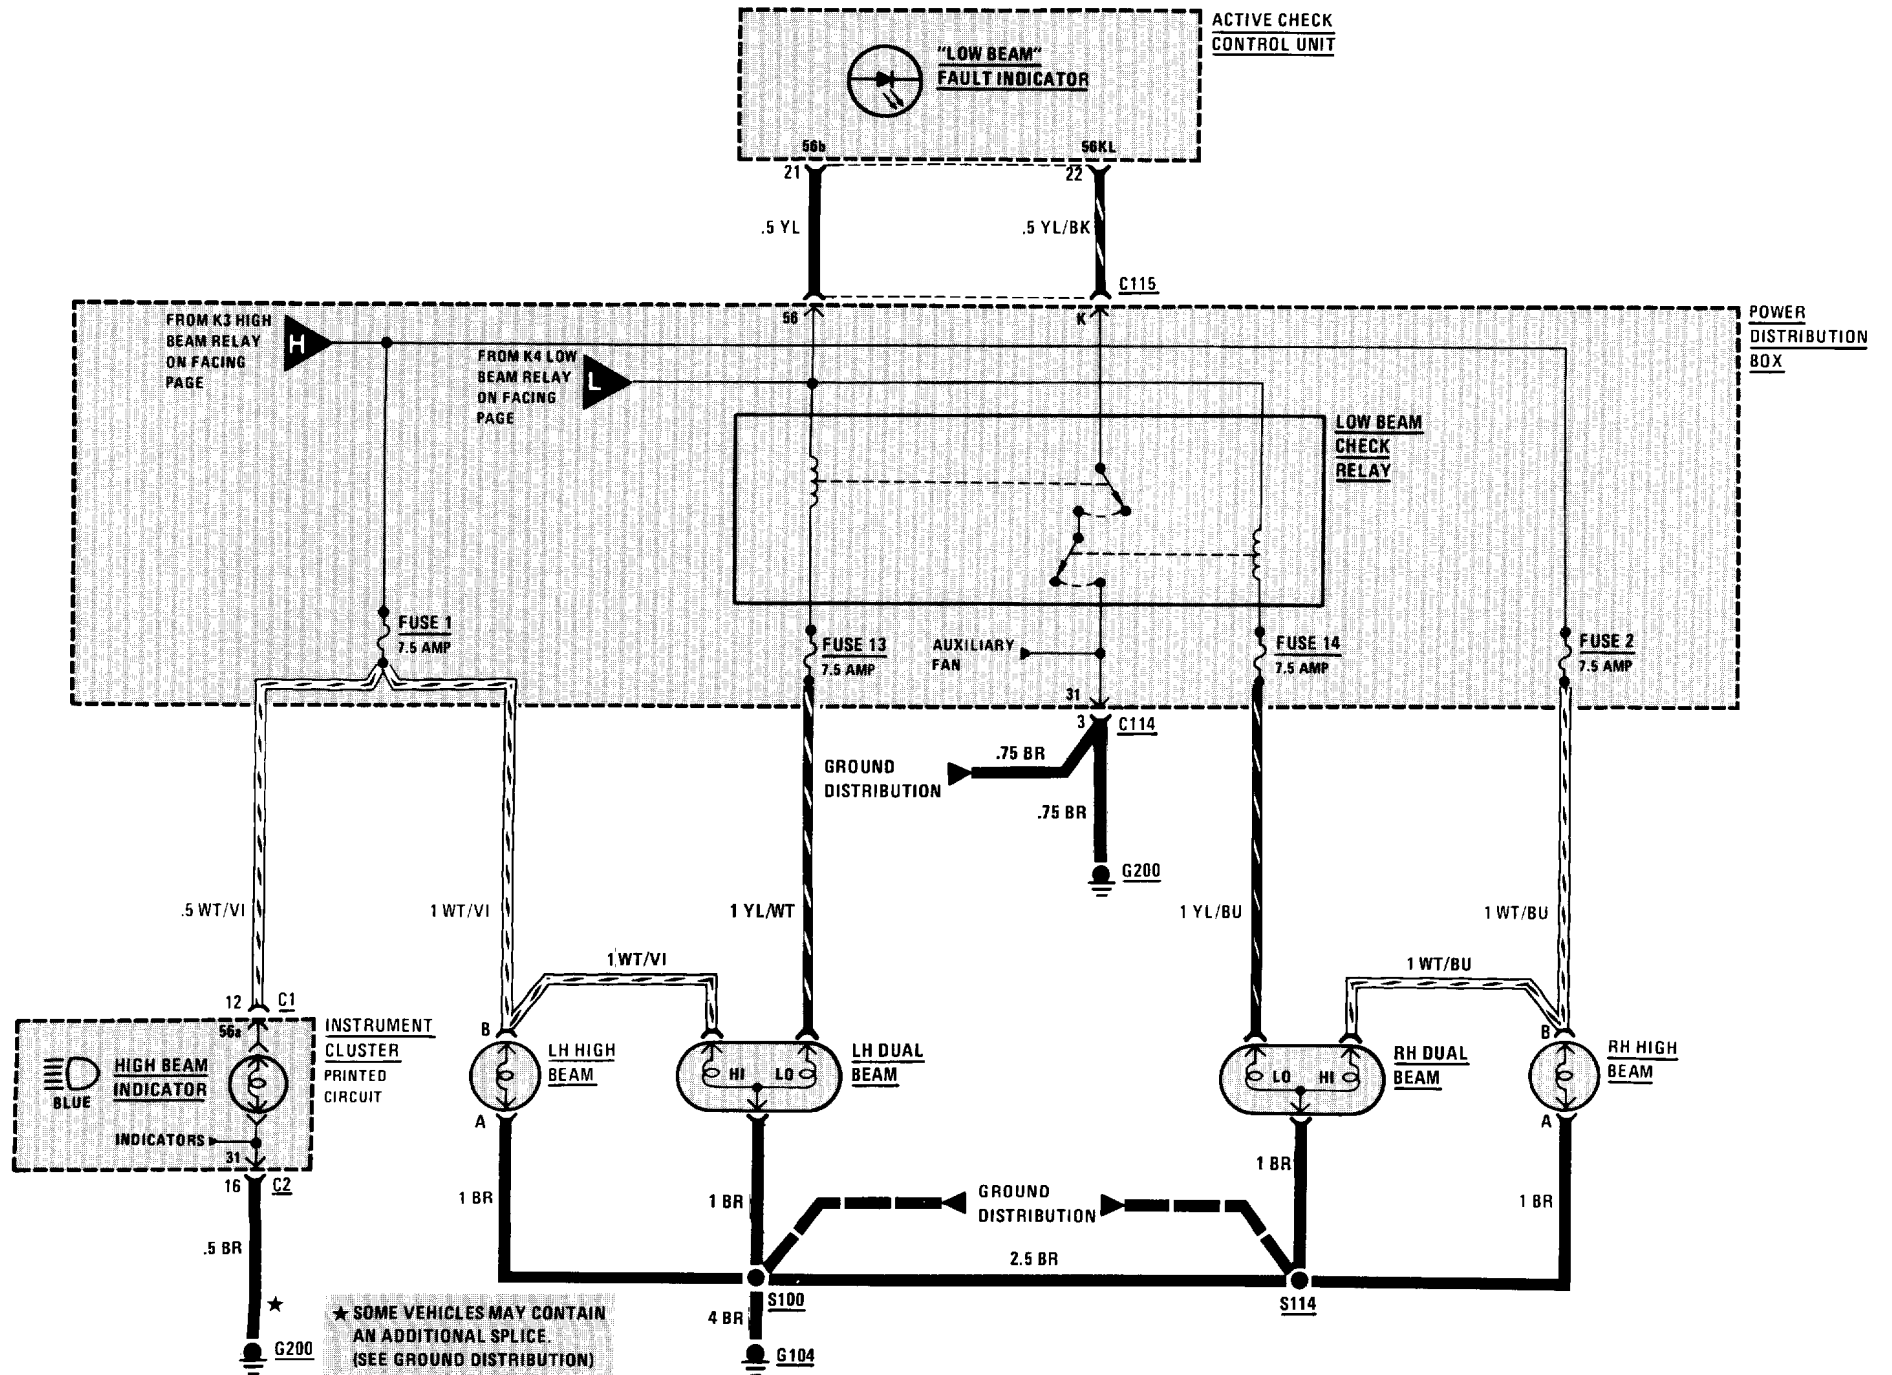 ACTIVE CHECK
CONTROL UNIT
"LOW BEAM"
FAULT INDICATOR
56b
56KL
21
22
.5 YL
.5 YL/BK
C115
56
K
POWER
DISTRIBUTION
BOX
FROM K3 HIGH
BEAM RELAY
ON FACING
PAGE
H
FROM K4 LOW
BEAM RELAY
ON FACING
PAGE
L
LOW BEAM
CHECK
RELAY
FUSE 1
7.5 AMP
FUSE 13
7.5 AMP
AUXILIARY
FAN
FUSE 14
7.5 AMP
FUSE 2
7.5 AMP
31
3
C114
.75 BR
GROUND
DISTRIBUTION
.75 BR
G200
.5 WT/VI
1 WT/VI
1 YL/WT
1 YL/BU
1 WT/BU
1 WT/VI
1 WT/BU
12
C1
56a
INSTRUMENT
CLUSTER
PRINTED
CIRCUIT
HIGH BEAM
INDICATOR
BLUE
INDICATORS
31
16
C2
B
LH HIGH
BEAM
A
HI
LO
LH DUAL
BEAM
LO
HI
RH DUAL
BEAM
B
RH HIGH
BEAM
A
1 BR
1 BR
GROUND
DISTRIBUTION
1 BR
1 BR
.5 BR
2.5 BR
S100
S114
4 BR
G200
G104
★ SOME VEHICLES MAY CONTAIN
AN ADDITIONAL SPLICE.
(SEE GROUND DISTRIBUTION)
★